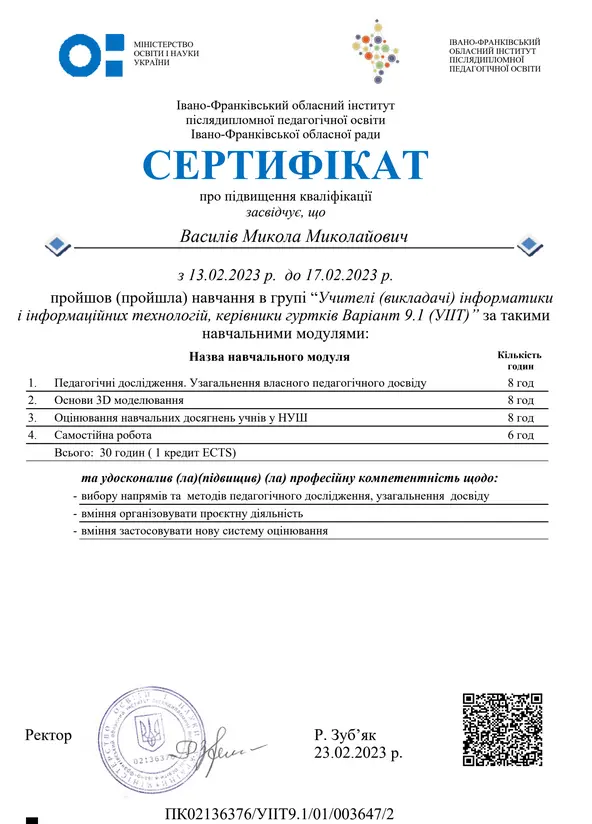 МІНІСТЕРСТВО
ОСВІТИ І НАУКИ
УКРАЇНИ
ІВАНО-ФРАНКІВСЬКИЙ
ОБЛАСНИЙ ІНСТИТУТ
ПІСЛЯДИПЛОМНОЇ
ПЕДАГОГІЧНОЇ ОСВІТИ
Івано-Франківський обласний інститут
післядипломної педагогічної освіти
Івано-Франківської обласної ради
СЕРТИФІКАТ
про підвищення кваліфікації
засвідчує, що
Василів Микола Миколайович
з 13.02.2023 р. до 17.02.2023 р.
пройшов (пройшла) навчання в групі “Учителі (викладачі) інформатики
і інформаційних технологій, керівники гуртків Варіант 9.1 (УІІТ)” за такими
навчальними модулями:
Назва навчального модуля Кількість
годин
1. Педагогічні дослідження. Узагальнення власного педагогічного досвіду 8 год
2. Основи 3D моделювання 8 год
3. Оцінювання навчальних досягнень учнів у НУШ 8 год
4. Самостійна робота 6 год
Всього: 30 годин ( 1 кредит ECTS)
та удосконалив (ла)(підвищив) (ла) професійну компетентність щодо:
- вибору напрямів та методів педагогічного дослідження, узагальнення досвіду
- вміння організовувати проєктну діяльність
- вміння застосовувати нову систему оцінювання
Ректор
Р. Зуб’як
23.02.2023 р.
ПК02136376/УІІТ9.1/01/003647/2